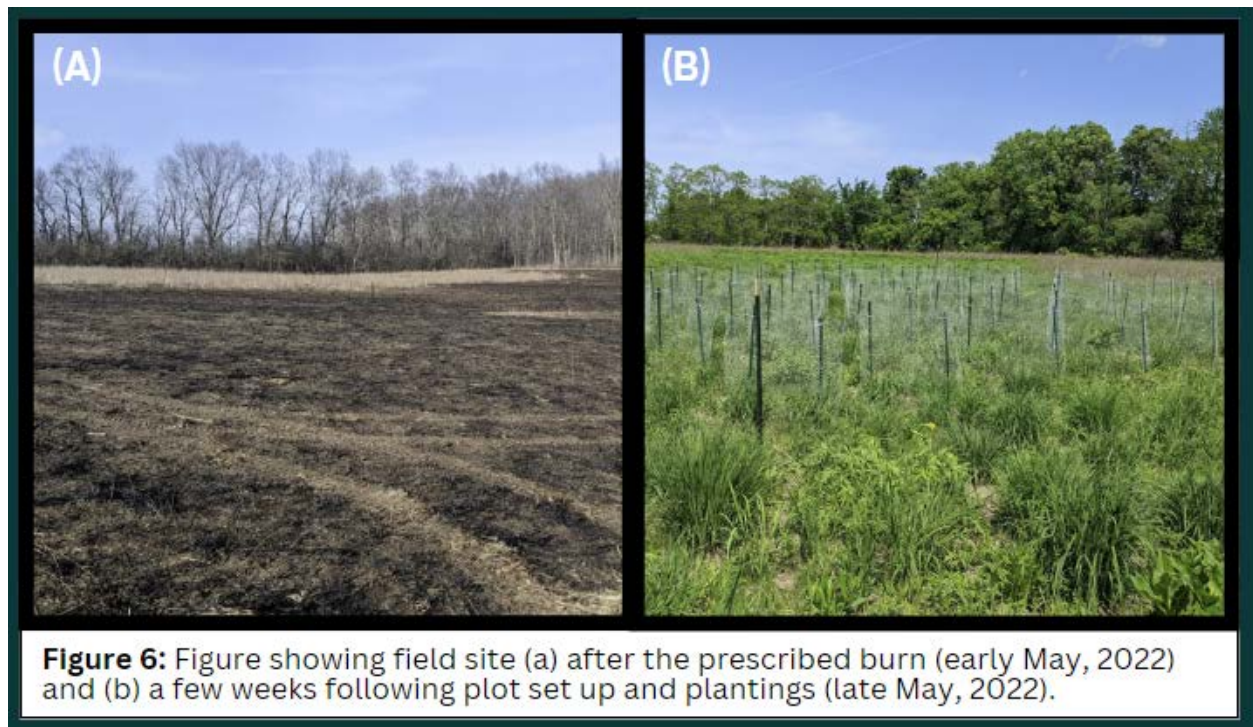 (A)
(B)
Figure 6: Figure showing field site (a) after the prescribed burn (early May, 2022)
and (b) a few weeks following plot set up and plantings (late May, 2022).